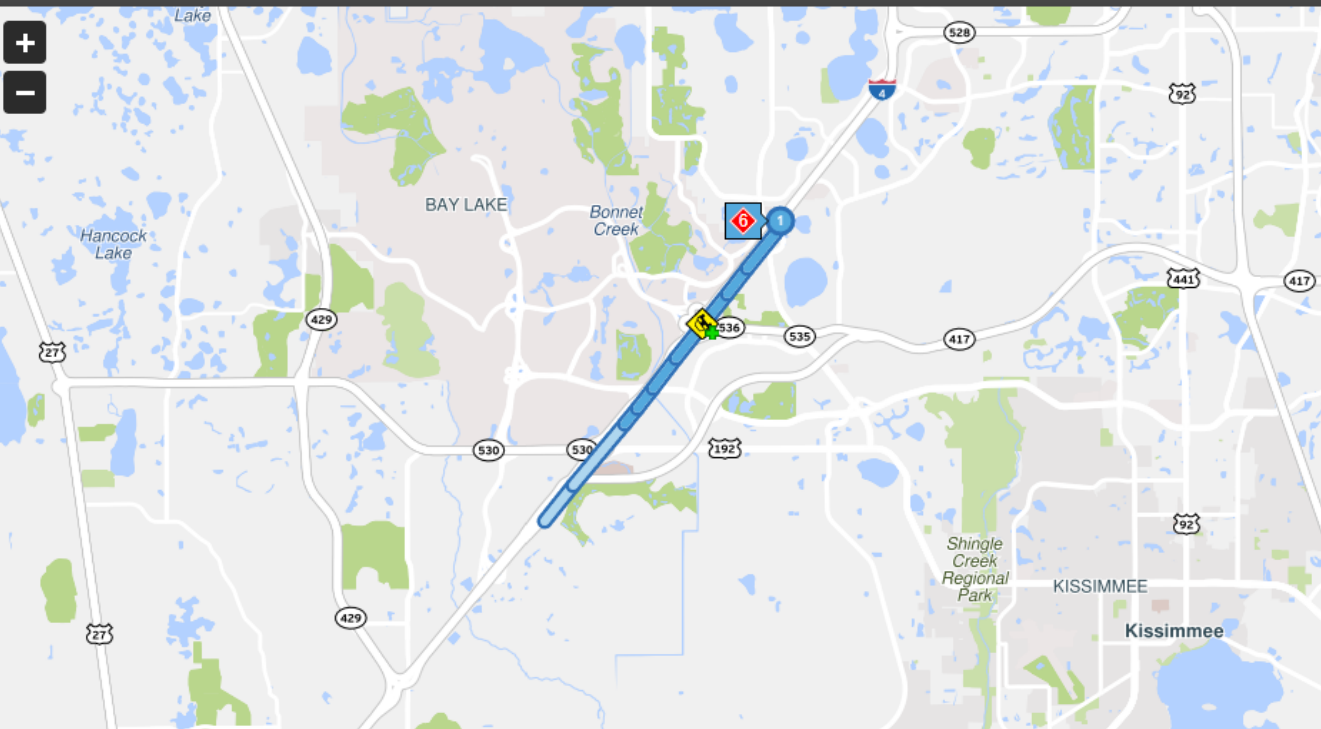 +
−
Lake
528
4
92
BAY LAKE
Bonnet
Creek
6
1
Hancock
Lake
441
417
429
536
535
417
27
530
530
192
92
Shingle
Creek
Regional
Park
KISSIMMEE
429
27
Kissimmee